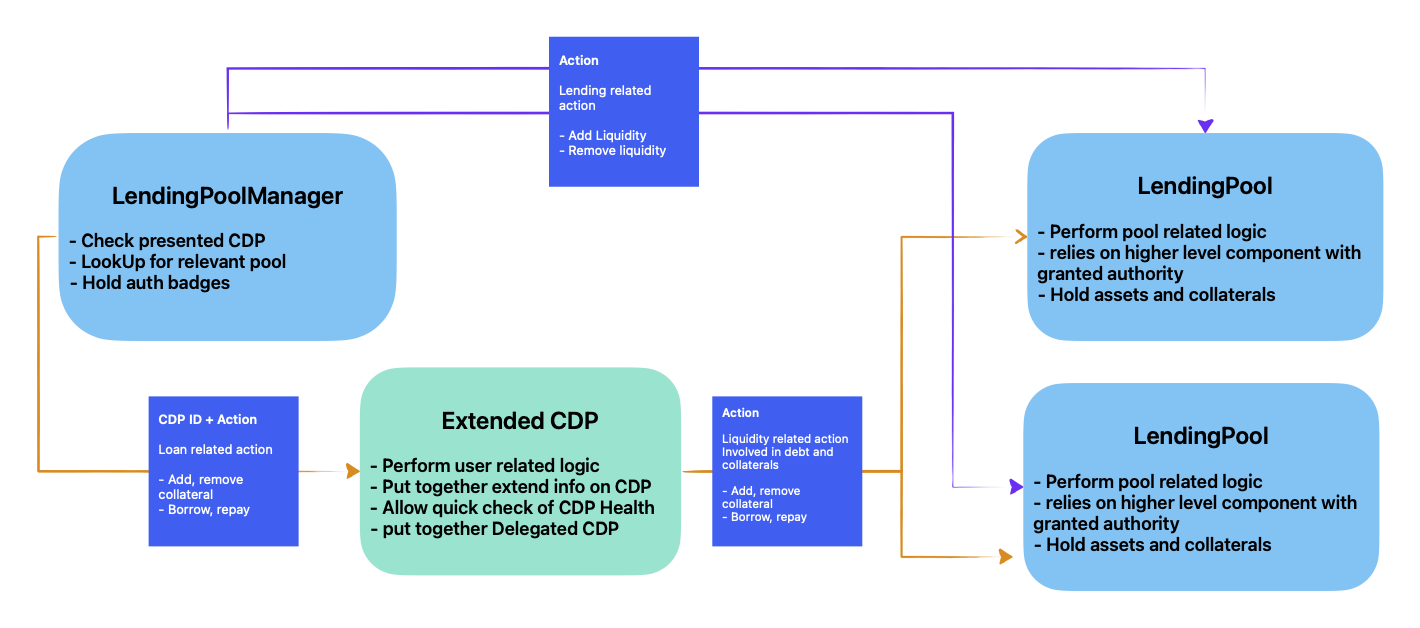 Action
Lending related
action
- Add Liquidity
- Remove liquidity
LendingPoolManager
- Check presented CDP
- LookUp for relevant pool
- Hold auth badges
LendingPool
- Perform pool related logic
- relies on higher level component with
granted authority
- Hold assets and collaterals
CDP ID + Action
Loan related action
- Add, remove
collateral
- Borrow, repay
Extended CDP
- Perform user related logic
- Put together extend info on CDP
- Allow quick check of CDP Health
- put together Delegated CDP
Action
Liquidity related action
Involved in debt and
collaterals
- Add, remove
collateral
- Borrow, repay
LendingPool
- Perform pool related logic
- relies on higher level component with
granted authority
- Hold assets and collaterals